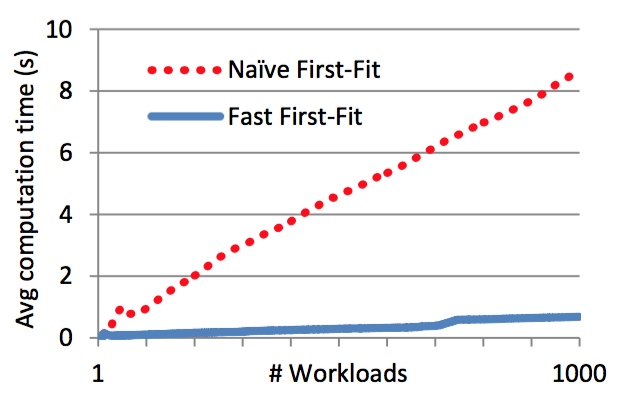 10
8
6
4
2
0
Avg computation time (s)
Naïve First-Fit
Fast First-Fit
1
# Workloads
1000